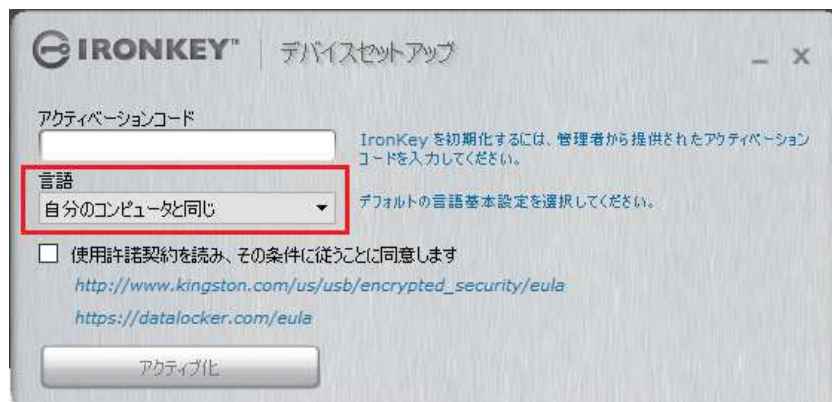 IRONKEY™ デバイスセットアップ
アクティベーションコード
IronKey を初期化するには、管理者から提供されたアクティベーション
コードを入力してください。
言語
自分のコンピュータと同じ
デフォルトの言語基本設定を選択してください。
使用許諾契約を読み、その条件に従うことに同意します
http://www.kingston.com/us/usb/encrypted_security/eula
https://datalocker.com/eula
アクティブ化